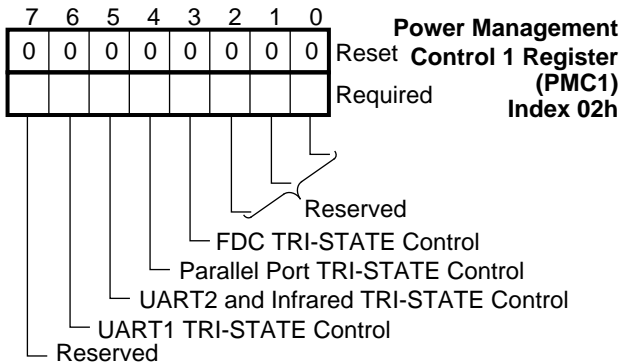 7 6 5 4 3 2 1 0
Power Management
Control 1 Register
(PMC1)
Index 02h
0 0 0 0 0 0 0 0 Reset
Required
Reserved
FDC TRI-STATE Control
Parallel Port TRI-STATE Control
UART2 and Infrared TRI-STATE Control
UART1 TRI-STATE Control
Reserved